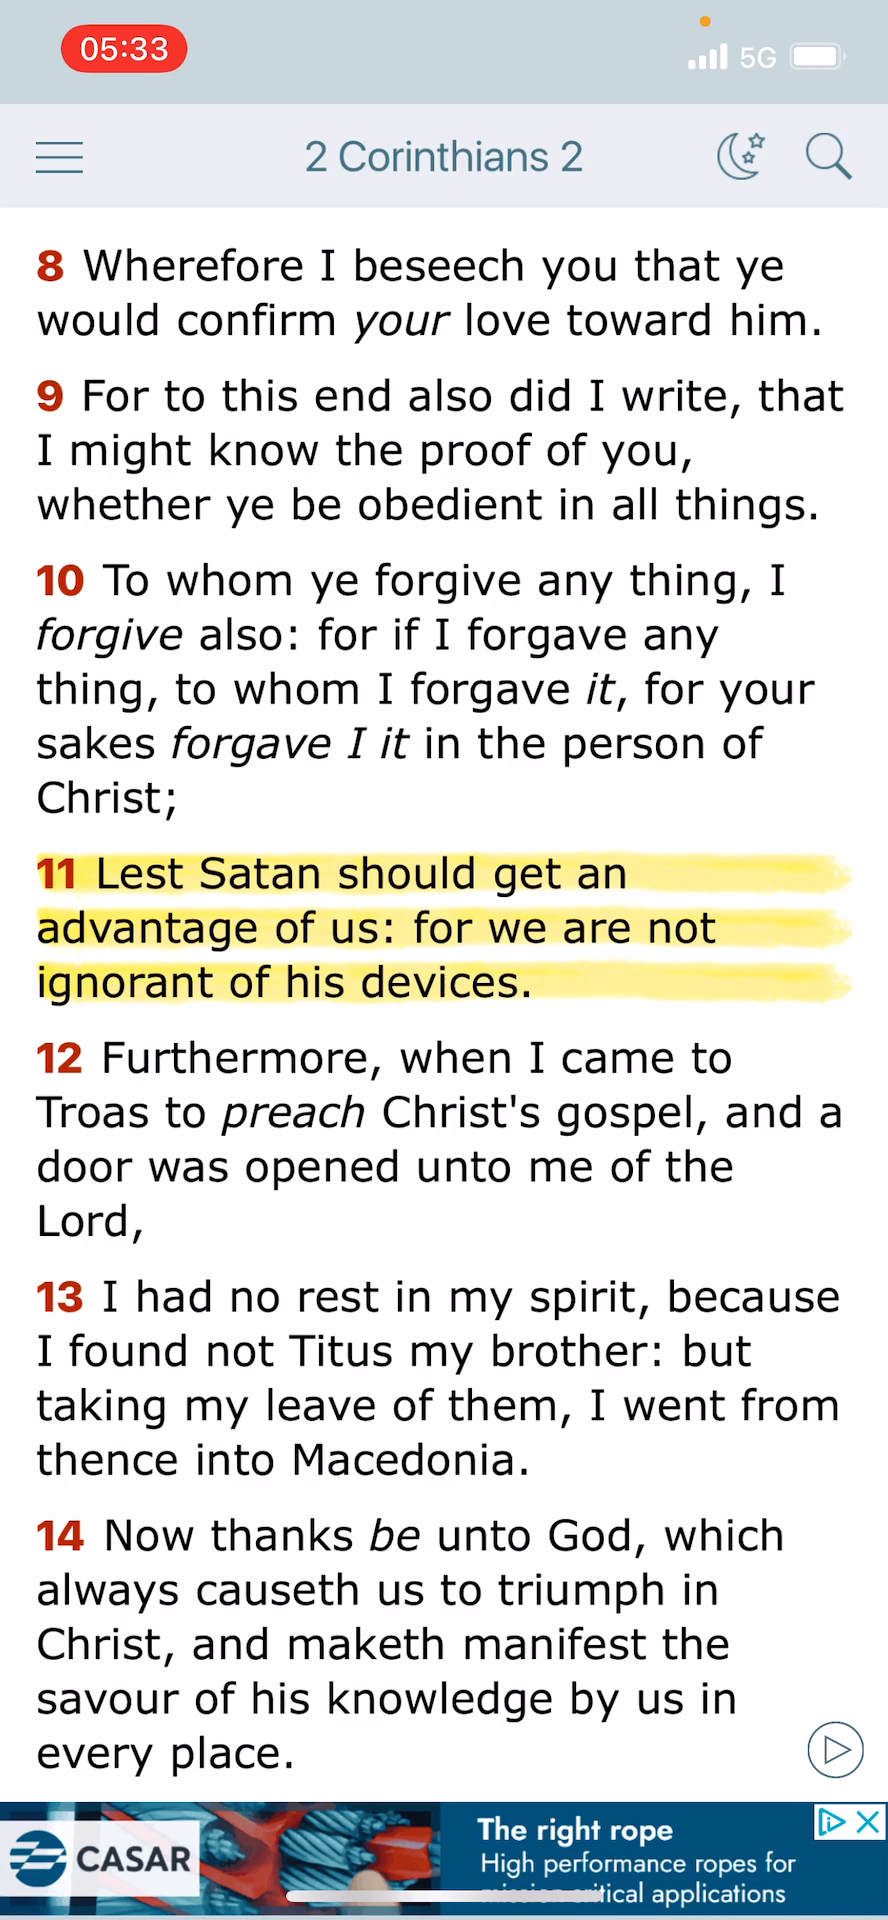 05:33
5G
2 Corinthians 2
8 Wherefore I beseech you that ye
would confirm your love toward him.
9 For to this end also did I write, that
I might know the proof of you,
whether ye be obedient in all things.
10 To whom ye forgive any thing, I
forgive also: for if I forgave any
thing, to whom I forgave it, for your
sakes forgave I it in the person of
Christ;
11 Lest Satan should get an
advantage of us: for we are not
ignorant of his devices.
12 Furthermore, when I came to
Troas to preach Christ's gospel, and a
door was opened unto me of the
Lord,
13 I had no rest in my spirit, because
I found not Titus my brother: but
taking my leave of them, I went from
thence into Macedonia.
14 Now thanks be unto God, which
always causeth us to triumph in
Christ, and maketh manifest the
savour of his knowledge by us in
every place.
CASAR
The right rope
High performance ropes for
applications